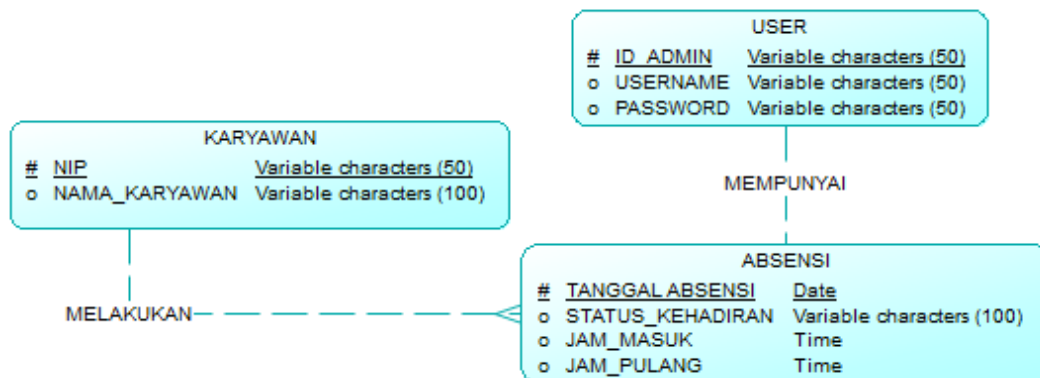 USER
# ID_ADMIN Variable characters (50)
o USERNAME Variable characters (50)
o PASSWORD Variable characters (50)
KARYAWAN
# NIP Variable characters (50)
o NAMA_KARYAWAN Variable characters (100)
MEMPUNYAI
MELAKUKAN
ABSENSI
# TANGGAL ABSENSI Date
o STATUS_KEHADIRAN Variable characters (100)
o JAM_MASUK Time
o JAM_PULANG Time